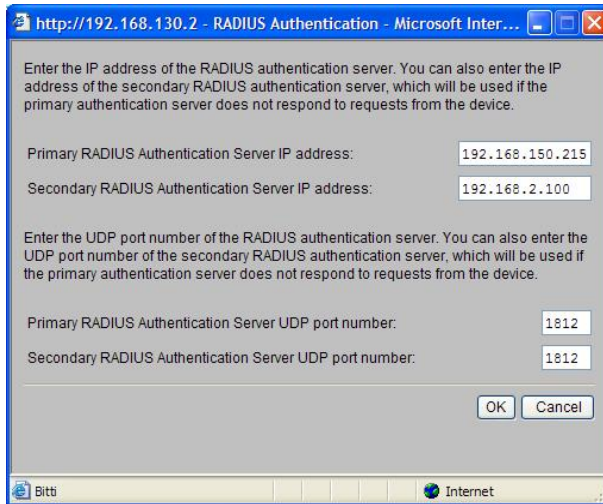 http://192.168.130.2 - RADIUS Authentication - Microsoft Inter...
Enter the IP address of the RADIUS authentication server. You can also enter the IP
address of the secondary RADIUS authentication server, which will be used if the
primary authentication server does not respond to requests from the device.
Primary RADIUS Authentication Server IP address: 192.168.150.215
Secondary RADIUS Authentication Server IP address: 192.168.2.100
Enter the UDP port number of the RADIUS authentication server. You can also enter the
UDP port number of the secondary RADIUS authentication server, which will be used if
the primary authentication server does not respond to requests from the device.
Primary RADIUS Authentication Server UDP port number: 1812
Secondary RADIUS Authentication Server UDP port number: 1812
OK Cancel
Bitti Internet